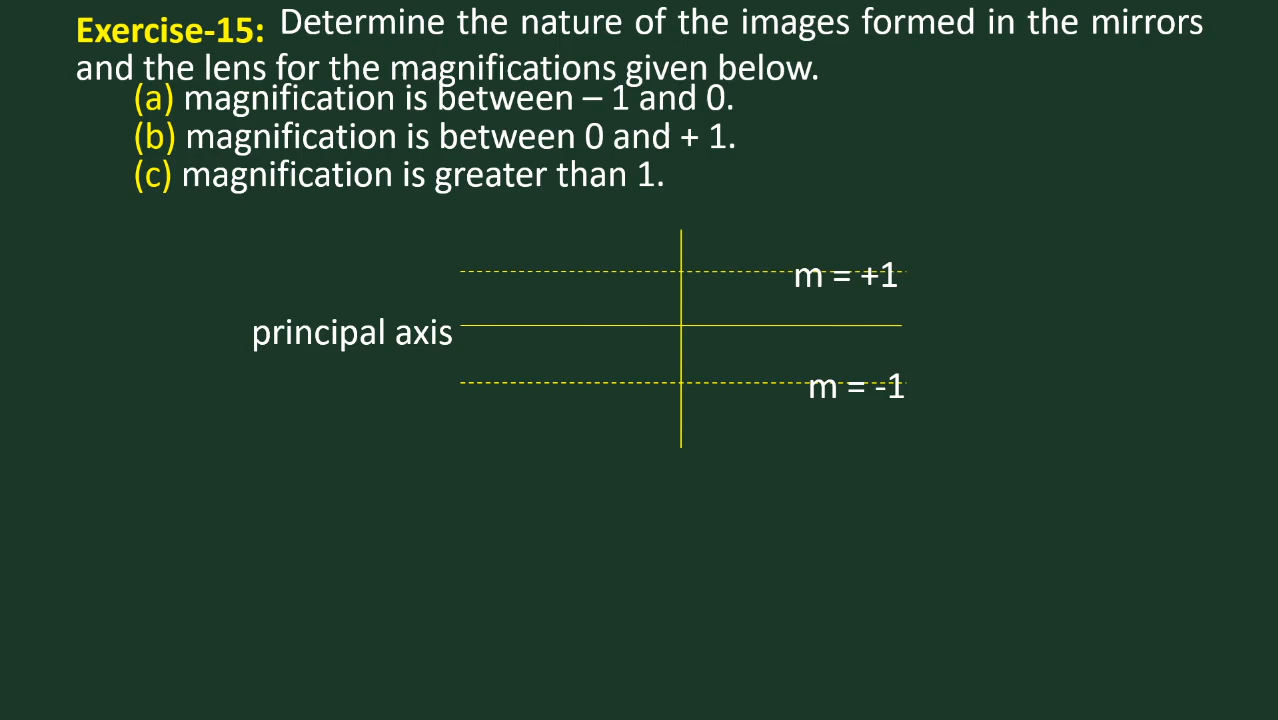 Exercise-15: Determine the nature of the images formed in the mirrors
and the lens for the magnifications given below.
(a) magnification is between – 1 and 0.
(b) magnification is between 0 and + 1.
(c) magnification is greater than 1.
m = +1
principal axis
m = -1